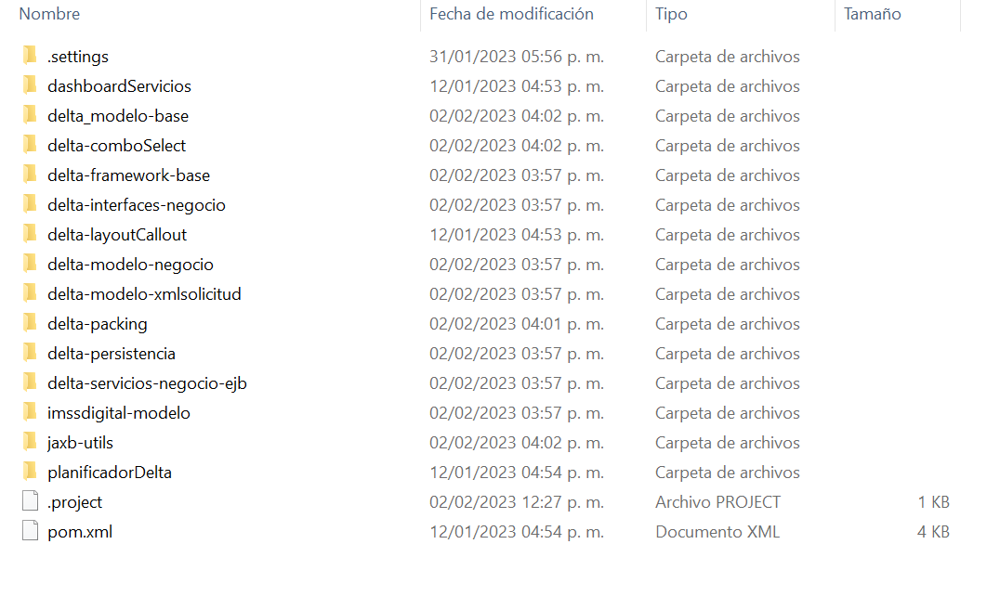 Nombre Fecha de modificación Tipo Tamaño
.settings 31/01/2023 05:56 p. m. Carpeta de archivos
dashboardServicios 12/01/2023 04:53 p. m. Carpeta de archivos
delta_modelo-base 02/02/2023 04:02 p. m. Carpeta de archivos
delta-comboSelect 02/02/2023 04:02 p. m. Carpeta de archivos
delta-framework-base 02/02/2023 03:57 p. m. Carpeta de archivos
delta-interfaces-negocio 02/02/2023 03:57 p. m. Carpeta de archivos
delta-layoutCallout 12/01/2023 04:53 p. m. Carpeta de archivos
delta-modelo-negocio 02/02/2023 03:57 p. m. Carpeta de archivos
delta-modelo-xmlsolicitud 02/02/2023 03:57 p. m. Carpeta de archivos
delta-packing 02/02/2023 04:01 p. m. Carpeta de archivos
delta-persistencia 02/02/2023 03:57 p. m. Carpeta de archivos
delta-servicios-negocio-ejb 02/02/2023 03:57 p. m. Carpeta de archivos
imssdigital-modelo 02/02/2023 03:57 p. m. Carpeta de archivos
jaxb-utils 02/02/2023 04:02 p. m. Carpeta de archivos
planificadorDelta 12/01/2023 04:54 p. m. Carpeta de archivos
.project 02/02/2023 12:27 p. m. Archivo PROJECT 1 KB
pom.xml 12/01/2023 04:54 p. m. Documento XML 4 KB